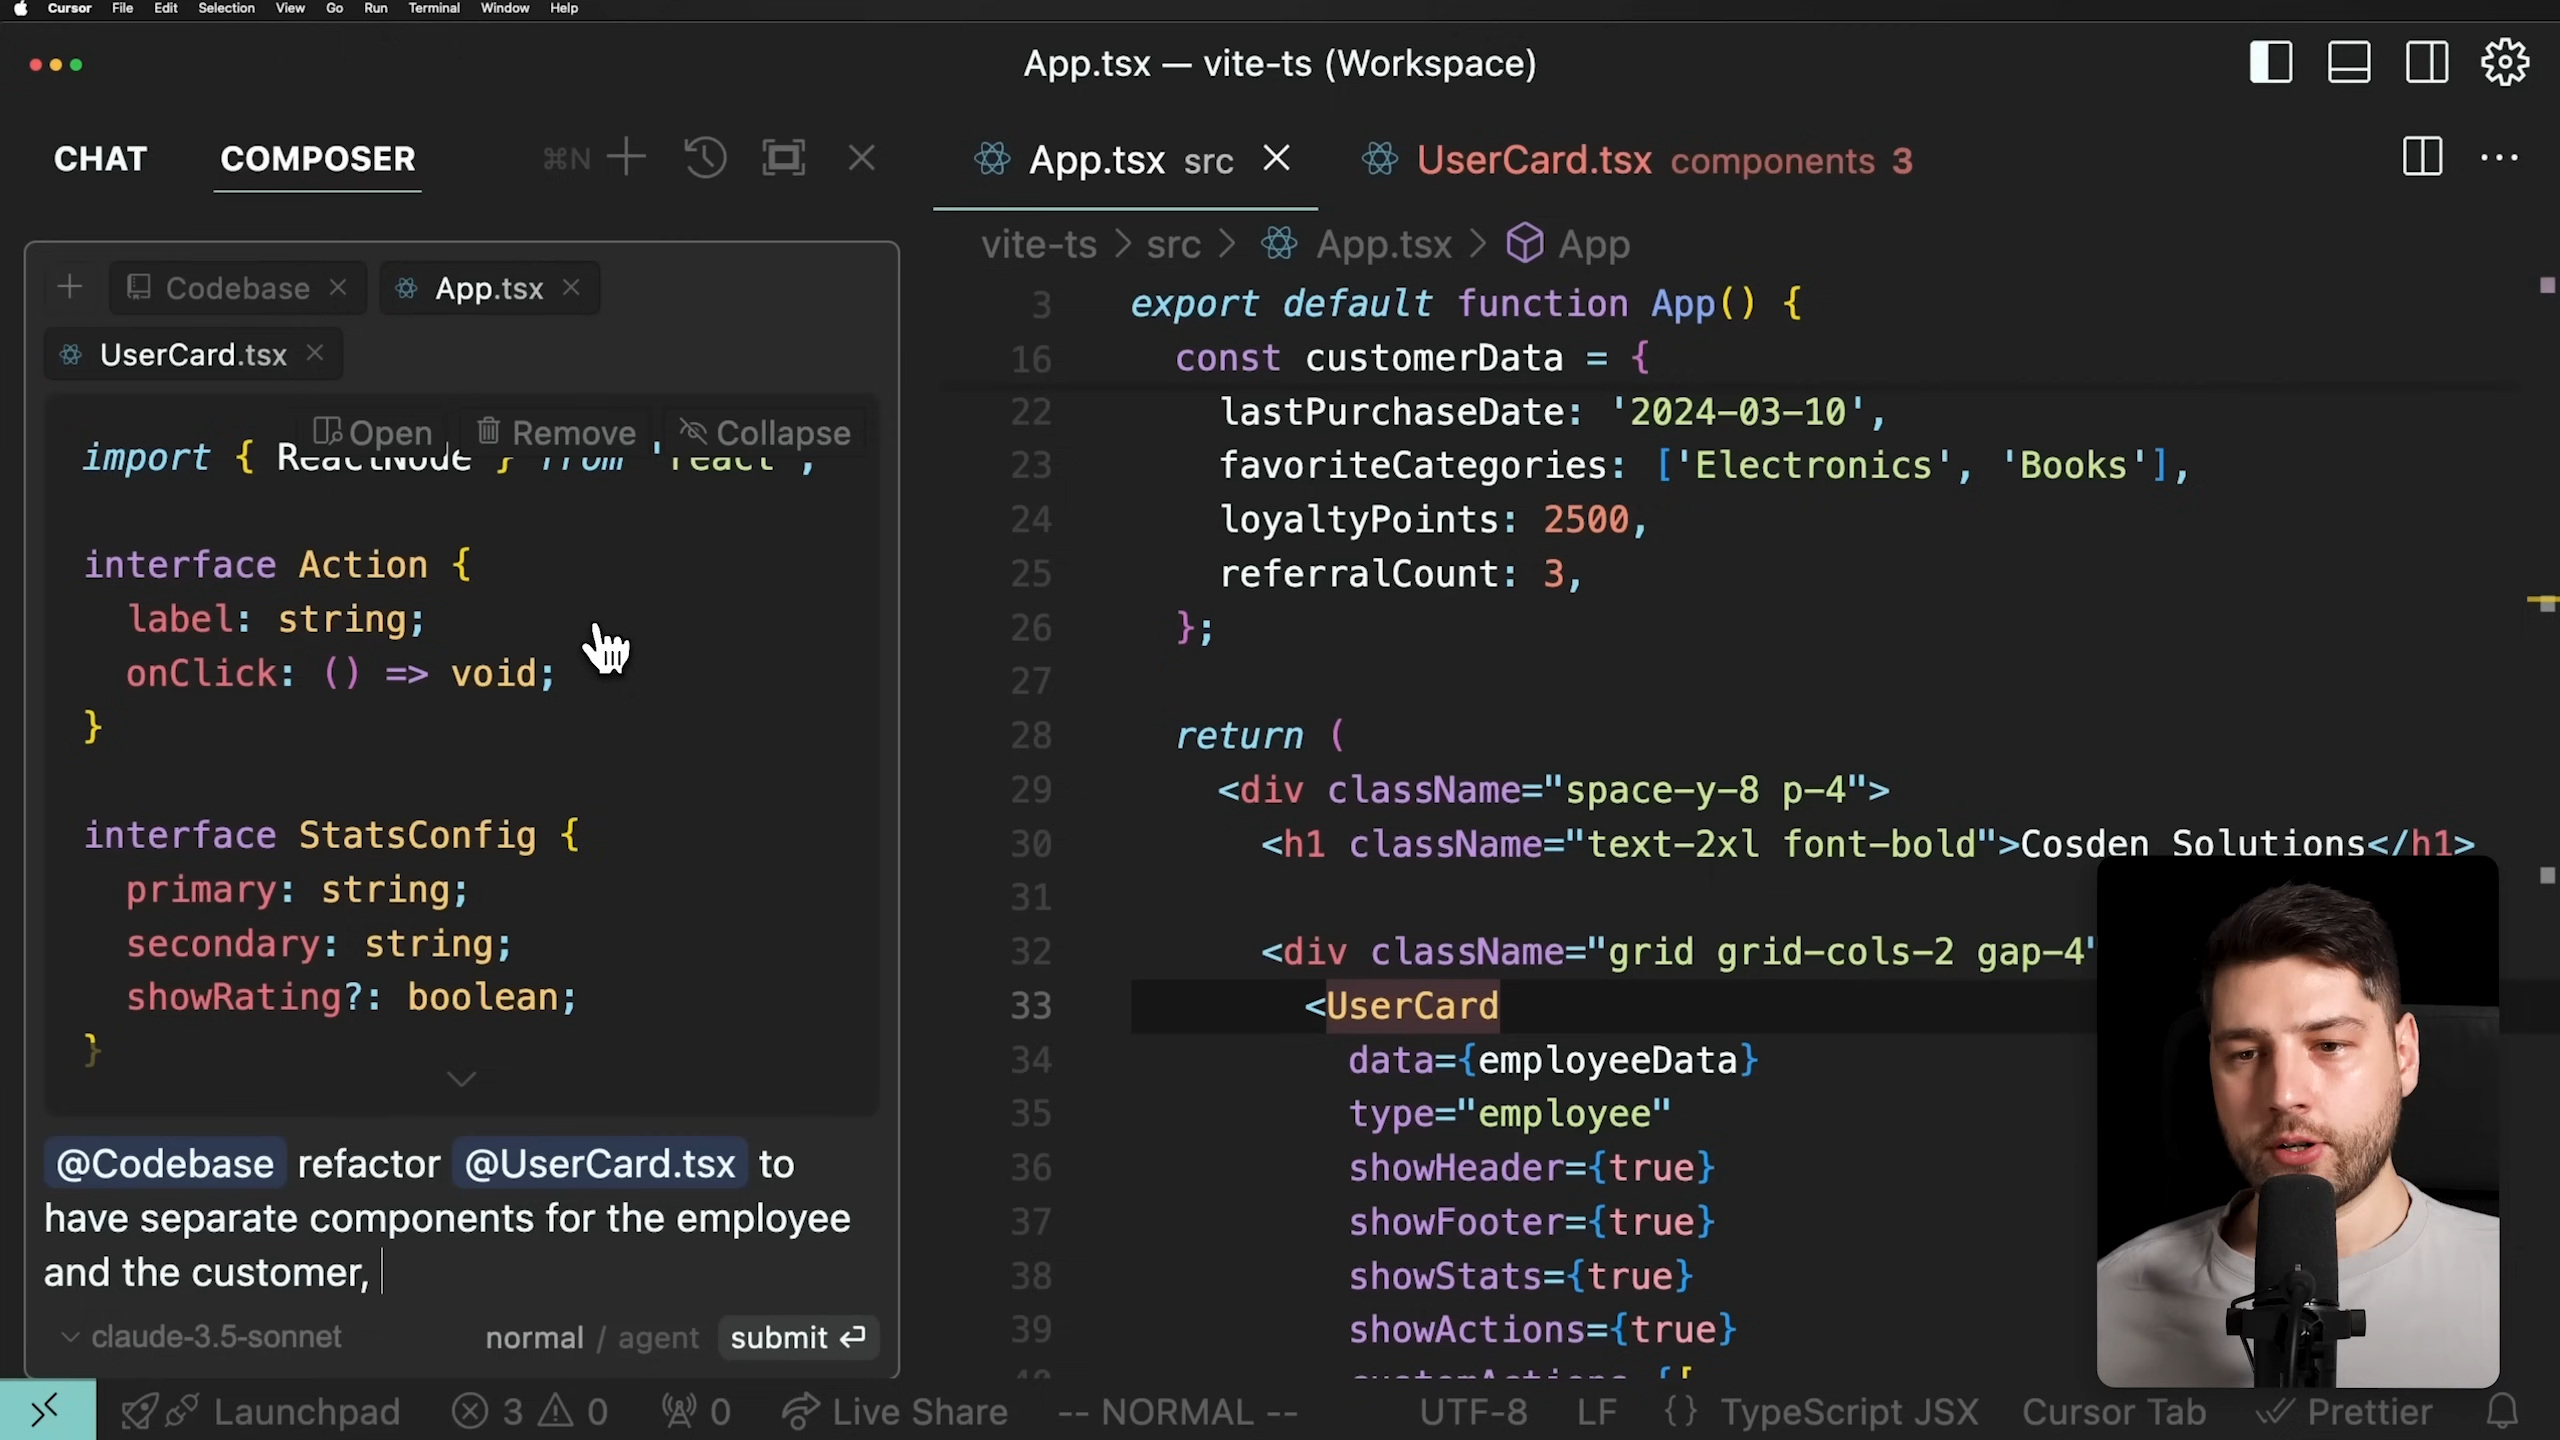 Cursor File Edit Selection View Go Run Terminal Window Help
App.tsx — vite-ts (Workspace)
CHAT COMPOSER ⌘N
App.tsx src UserCard.tsx components 3
Codebase App.tsx
UserCard.tsx
Open Remove Collapse
import { ReactNode } from 'react';
interface Action {
label: string;
onClick: () => void;
}
interface StatsConfig {
primary: string;
secondary: string;
showRating?: boolean;
}
@Codebase refactor @UserCard.tsx to
have separate components for the employee
and the customer,
claude-3.5-sonnet normal / agent submit
vite-ts > src > App.tsx > App
3 export default function App() {
16 const customerData = {
22 lastPurchaseDate: '2024-03-10',
23 favoriteCategories: ['Electronics', 'Books'],
24 loyaltyPoints: 2500,
25 referralCount: 3,
26 };
27
28 return (
29 <div className="space-y-8 p-4">
30 <h1 className="text-2xl font-bold">Cosden Solutions</h1>
31
32 <div className="grid grid-cols-2 gap-4"
33 <UserCard
34 data={employeeData}
35 type="employee"
36 showHeader={true}
37 showFooter={true}
38 showStats={true}
39 showActions={true}
40 customActions={[
Launchpad 3 0 0 Live Share -- NORMAL -- UTF-8 LF {} TypeScript JSX Cursor Tab Prettier